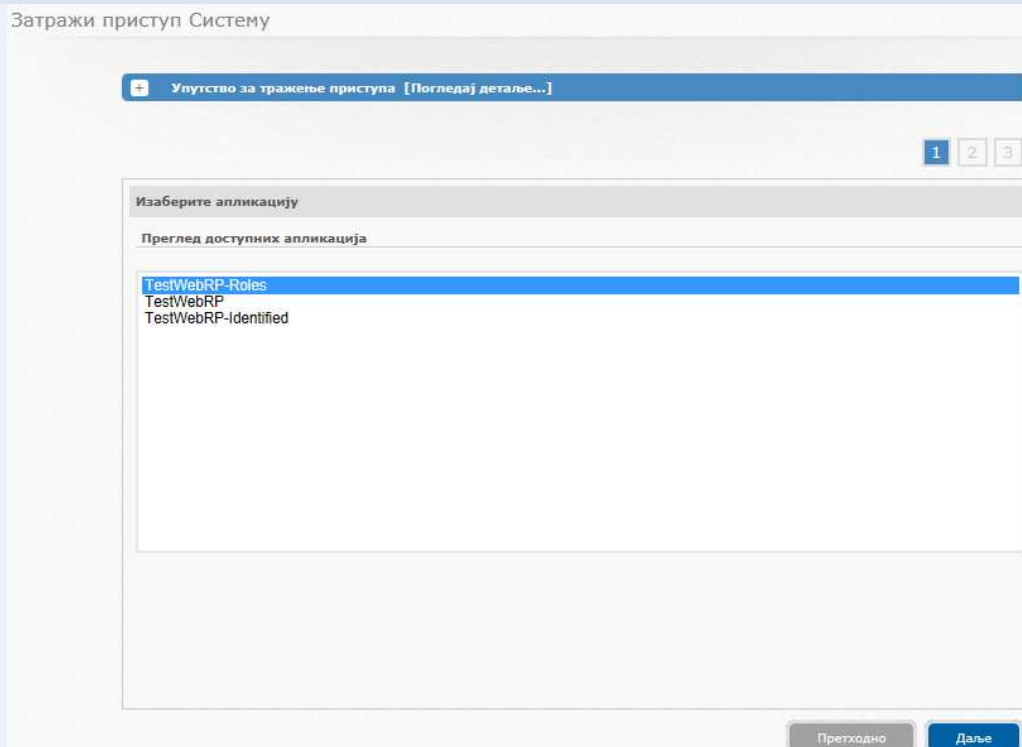 Затражи приступ Систему
+ Упутство за тражење приступа [Погледај детаље...]
1 2 3
Изаберите апликацију
Преглед доступних апликација
TestWebRP-Roles
TestWebRP
TestWebRP-Identified
Претходно Даље